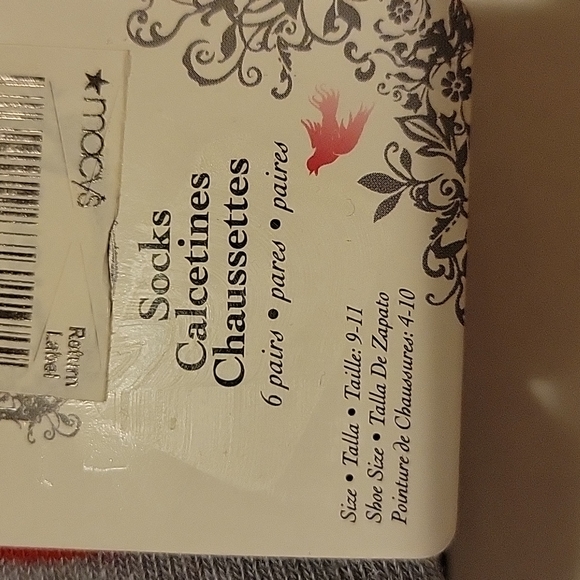 ★macy's
Return
Label
Socks
Calcetines
Chaussettes
6 pairs • pares • paires
Size • Talla • Taille: 9-11
Shoe Size • Talla De Zapato
Pointure de Chaussures: 4-10